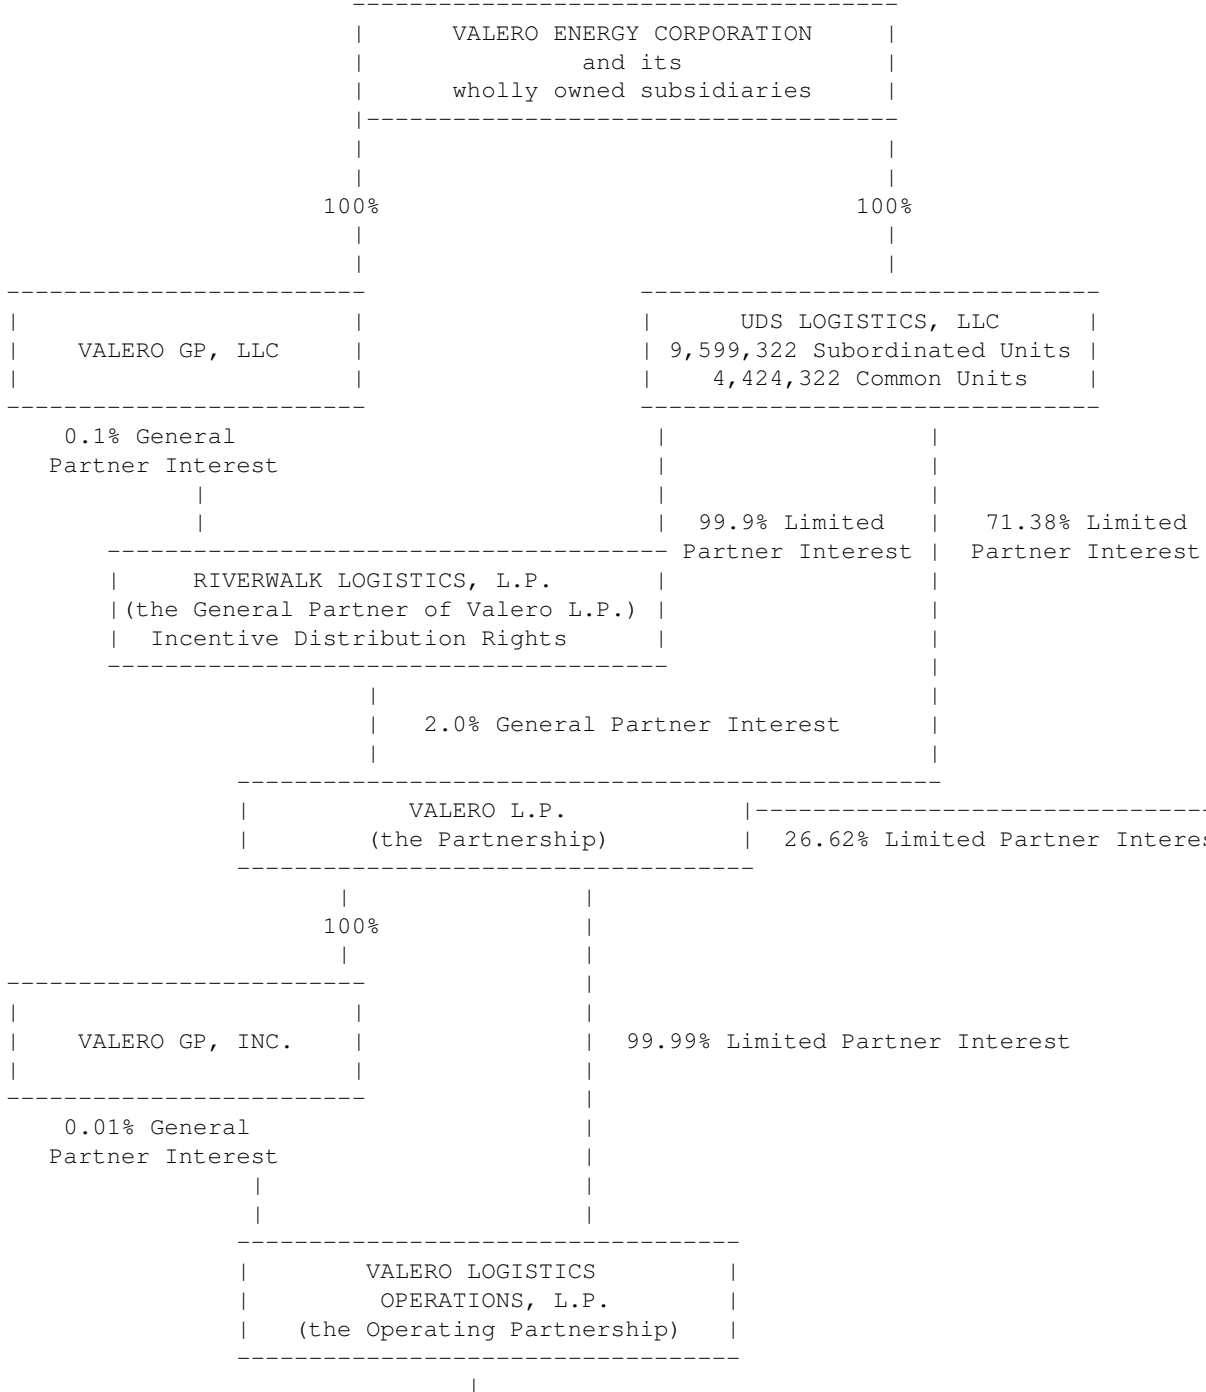 VALERO ENERGY CORPORATION
and its
wholly owned subsidiaries
100% 100%
UDS LOGISTICS, LLC
VALERO GP, LLC 9,599,322 Subordinated Units
4,424,322 Common Units
0.1% General
Partner Interest
99.9% Limited 71.38% Limited
Partner Interest Partner Interest
RIVERWALK LOGISTICS, L.P.
(the General Partner of Valero L.P.)
Incentive Distribution Rights
2.0% General Partner Interest
VALERO L.P.
(the Partnership) 26.62% Limited Partner Interes
100%
VALERO GP, INC. 99.99% Limited Partner Interest
0.01% General
Partner Interest
VALERO LOGISTICS
OPERATIONS, L.P.
(the Operating Partnership)